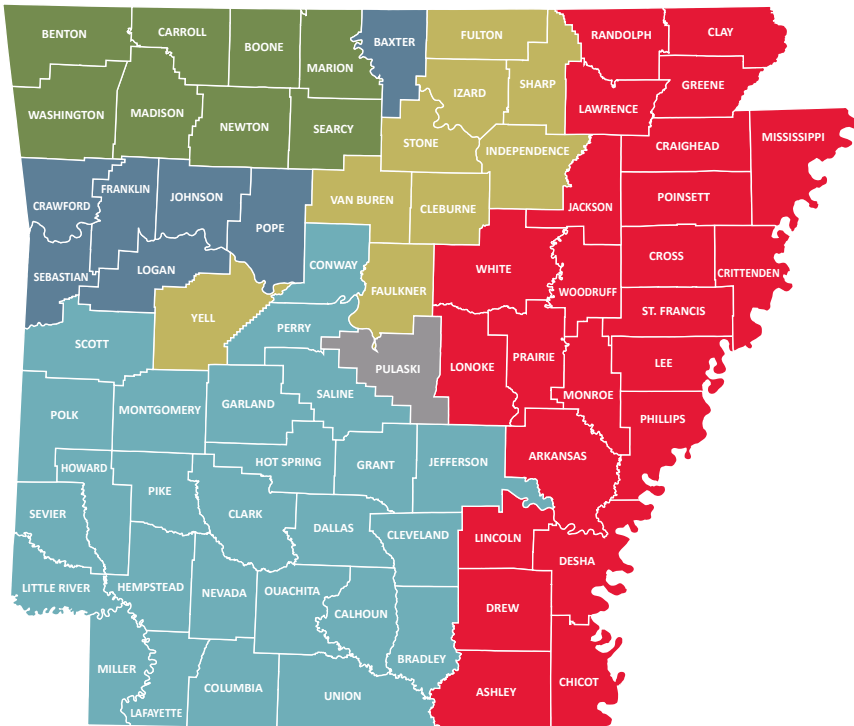 BENTON
CARROLL
BOONE
MARION
BAXTER
FULTON
RANDOLPH
CLAY
WASHINGTON
MADISON
NEWTON
SEARCY
IZARD
SHARP
LAWRENCE
GREENE
STONE
INDEPENDENCE
CRAIGHEAD
MISSISSIPPI
CRAWFORD
FRANKLIN
JOHNSON
POPE
VAN BUREN
CLEBURNE
JACKSON
POINSETT
SEBASTIAN
LOGAN
CONWAY
FAULKNER
WHITE
WOODRUFF
CROSS
CRITTENDEN
SCOTT
YELL
PERRY
PULASKI
LONOKE
PRAIRIE
ST. FRANCIS
LEE
POLK
MONTGOMERY
GARLAND
SALINE
MONROE
PHILLIPS
HOWARD
PIKE
HOT SPRING
GRANT
JEFFERSON
ARKANSAS
SEVIER
CLARK
DALLAS
CLEVELAND
LINCOLN
DESHA
LITTLE RIVER
HEMPSTEAD
NEVADA
OUACHITA
CALHOUN
DREW
MILLER
LAFAYETTE
COLUMBIA
UNION
BRADLEY
ASHLEY
CHICOT